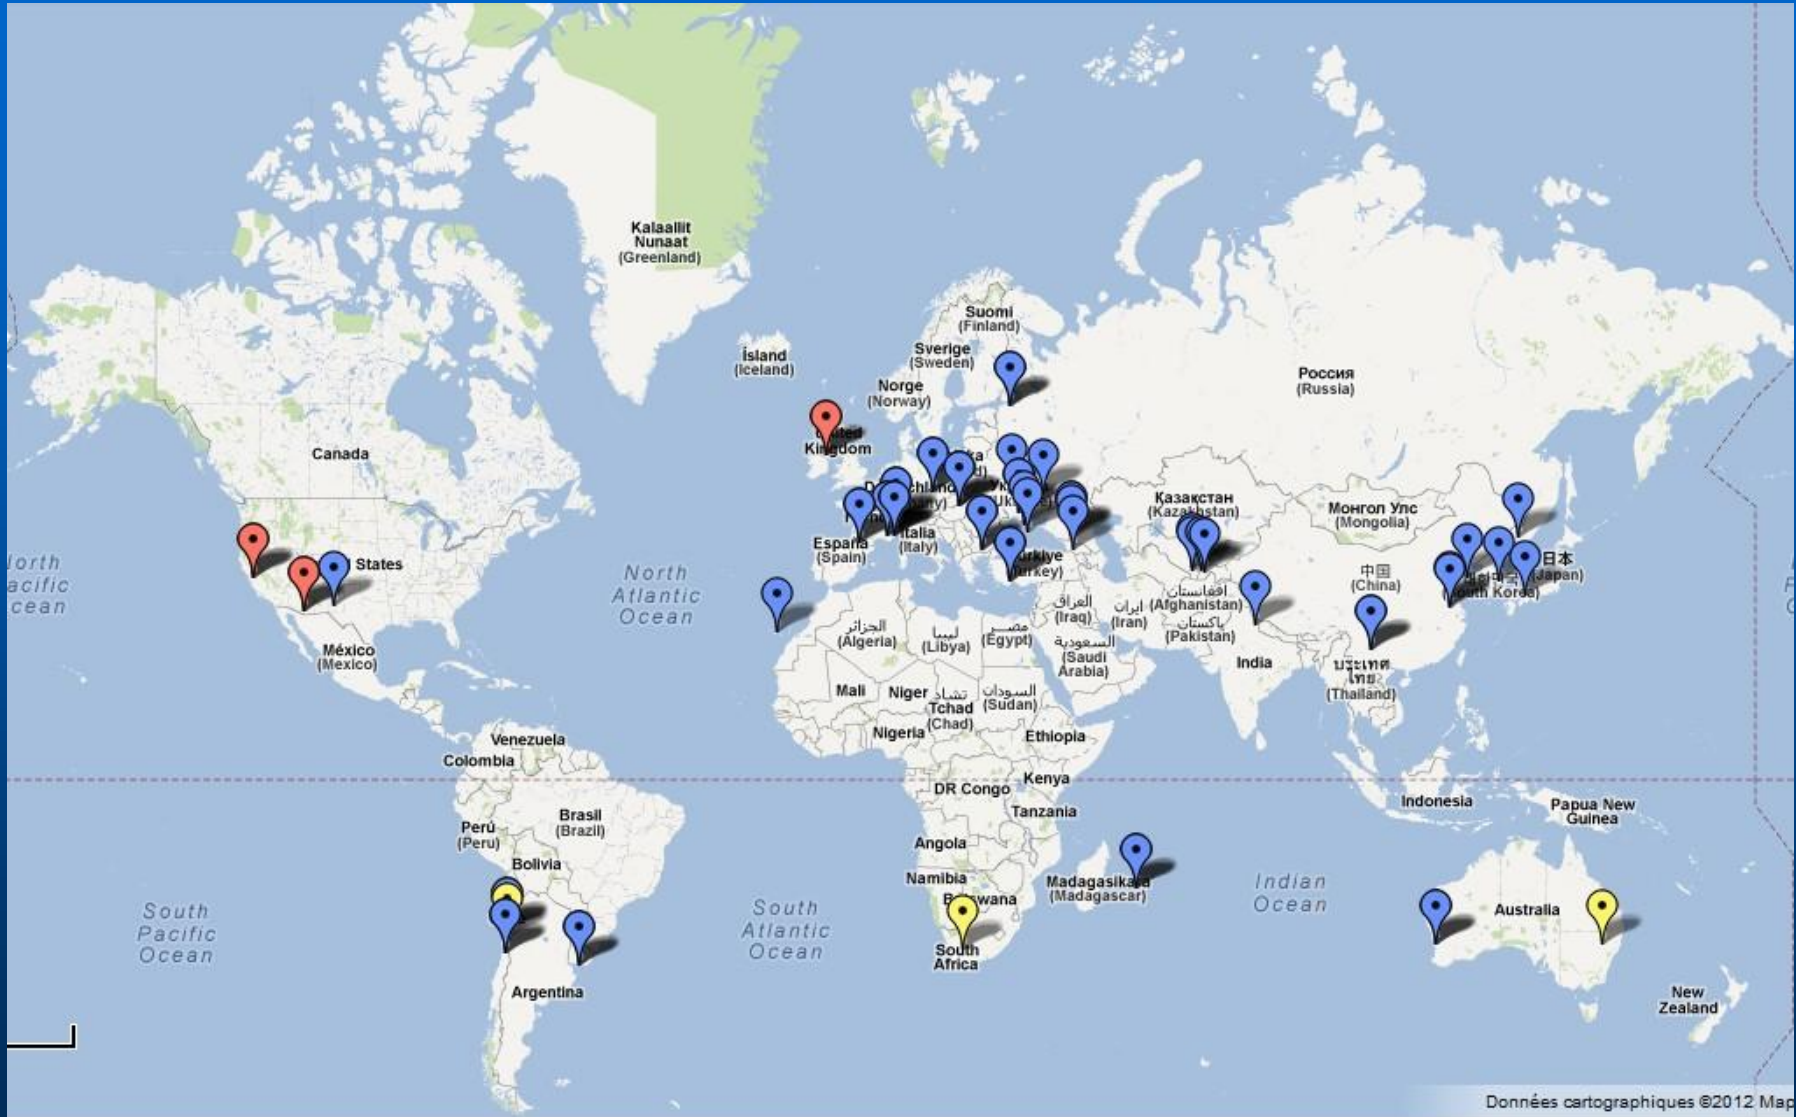 Kalaallit
Nunaat
(Greenland)
Suomi
(Finland)
Ísland
(Iceland)
Sverige
(Sweden)
Norge
(Norway)
Россия
(Russia)
Kingdom
Canada
Қазақстан
Монгол Улс
(Mongolia)
España
(Spain)
Italia
(Italy)
States
North
Atlantic
Ocean
(Turkey)
中国
(China)
日本
(Japan)
العراق
(Iraq)
ایران
(Iran)
افغانستان
(Afghanistan)
پاکستان
(Pakistan)
الجزائر
(Algeria)
ليبيا
(Libya)
مصر
(Egypt)
السعودية
(Saudi
Arabia)
México
(Mexico)
India
ประเทศ
ไทย
(Thailand)
Mali
Niger
تشاد
Tchad
(Chad)
السودان
(Sudan)
Nigeria
Ethiopia
Venezuela
Colombia
Kenya
DR Congo
Tanzania
Indonesia
Papua New
Guinea
Brasil
(Brazil)
Perú
(Peru)
Bolivia
Angola
Namibia
(Madagascar)
Indian
Ocean
Australia
South
Pacific
Ocean
South
Atlantic
Ocean
South
Africa
Argentina
New
Zealand
Données cartographiques ©2012 Map